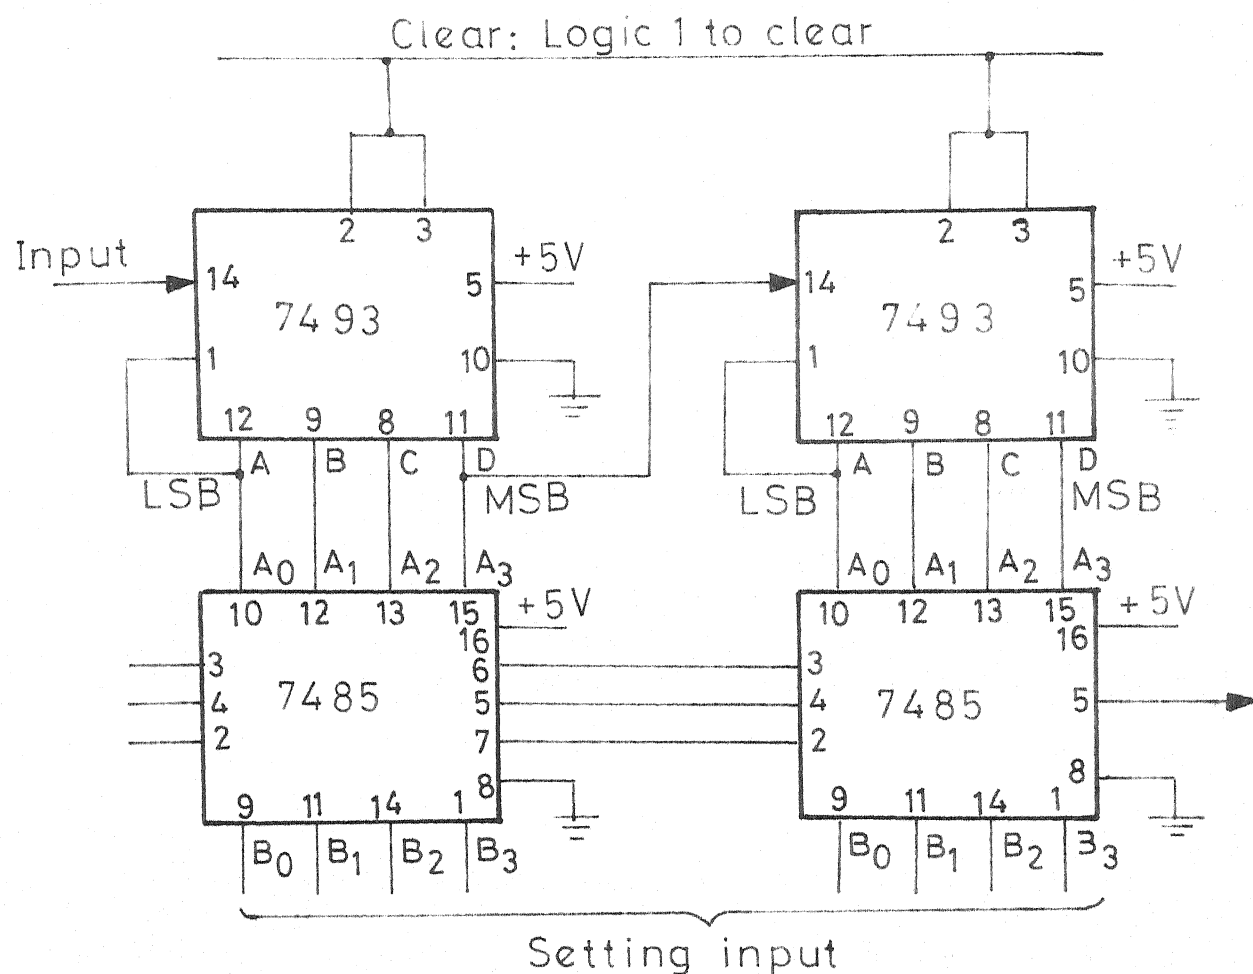 Clear: Logic 1 to clear
2 3 2 3
Input 14 5 +5V 14 5 +5V
7493 7493
1 10 1 10
12 9 8 11 12 9 8 11
A B C D A B C D
LSB MSB LSB MSB
A0 A1 A2 A3 A0 A1 A2 A3
10 12 13 15 +5V 10 12 13 15 +5V
16 16
3 6 3
7485 7485
4 5 4 5
2 7 2
8 8
9 11 14 1 9 11 14 1
B0 B1 B2 B3 B0 B1 B2 B3
Setting input